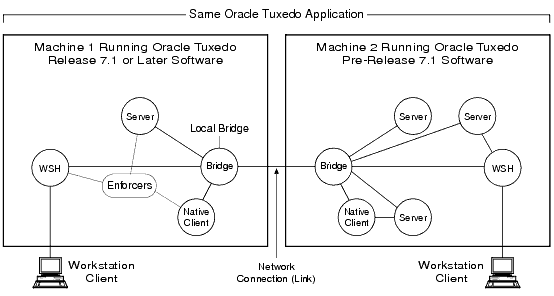 Same Oracle Tuxedo Application
Machine 1 Running Oracle Tuxedo
Release 7.1 or Later Software
Machine 2 Running Oracle Tuxedo
Pre-Release 7.1 Software
Server
Local Bridge
WSH
Enforcers
Bridge
Native
Client
Server
Server
Bridge
WSH
Native
Client
Server
Workstation
Client
Network
Connection (Link)
Workstation
Client